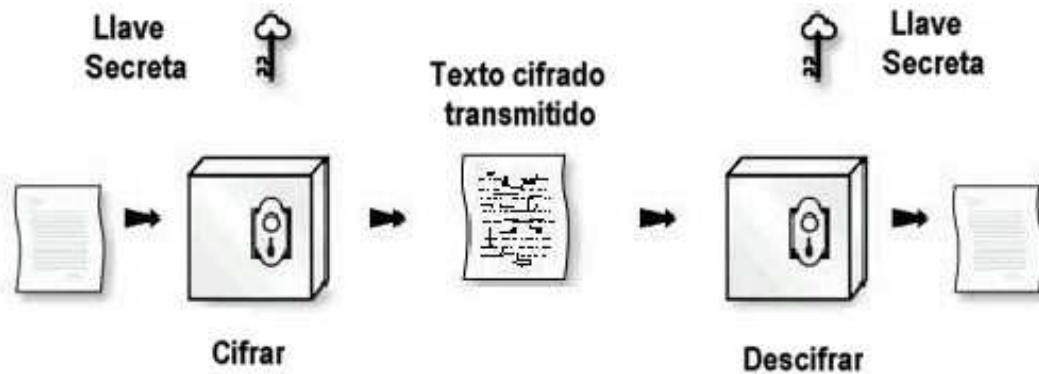 Llave
Secreta
Llave
Secreta
Texto cifrado
transmitido
Cifrar
Descifrar